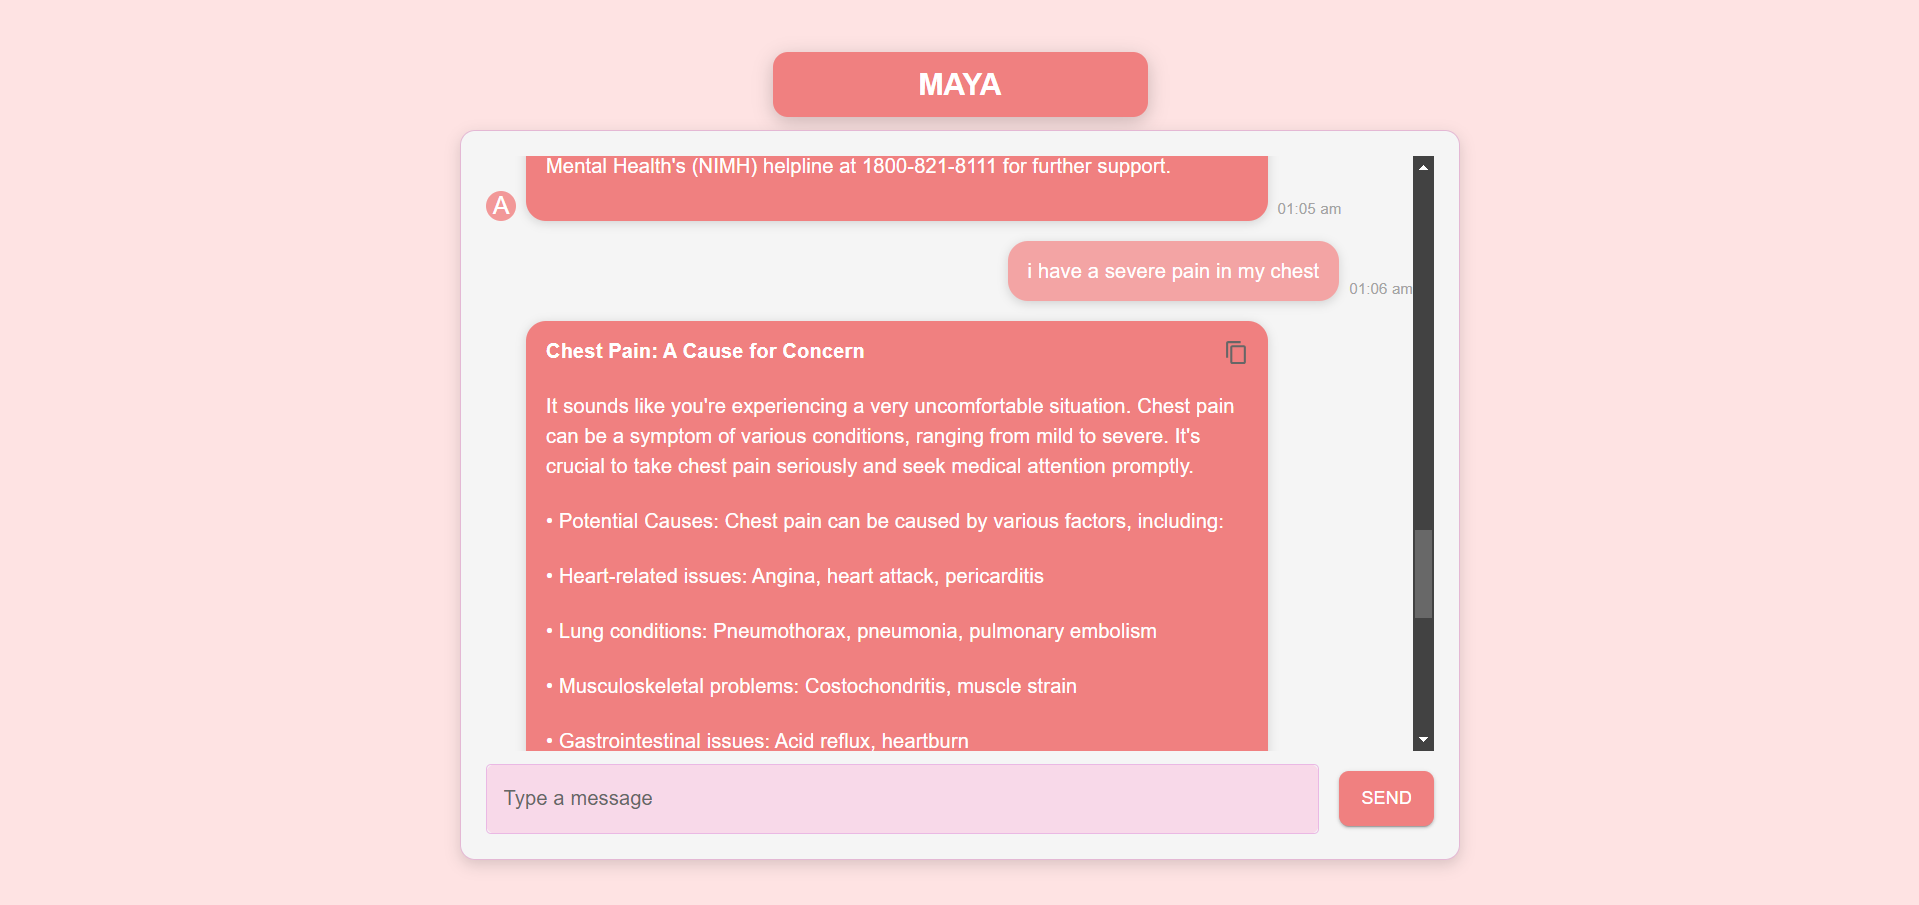 MAYA
Mental Health's (NIMH) helpline at 1800-821-8111 for further support.
A
01:05 am
i have a severe pain in my chest
01:06 am
Chest Pain: A Cause for Concern
It sounds like you're experiencing a very uncomfortable situation. Chest pain
can be a symptom of various conditions, ranging from mild to severe. It's
crucial to take chest pain seriously and seek medical attention promptly.
• Potential Causes: Chest pain can be caused by various factors, including:
• Heart-related issues: Angina, heart attack, pericarditis
• Lung conditions: Pneumothorax, pneumonia, pulmonary embolism
• Musculoskeletal problems: Costochondritis, muscle strain
• Gastrointestinal issues: Acid reflux, heartburn
Type a message
SEND